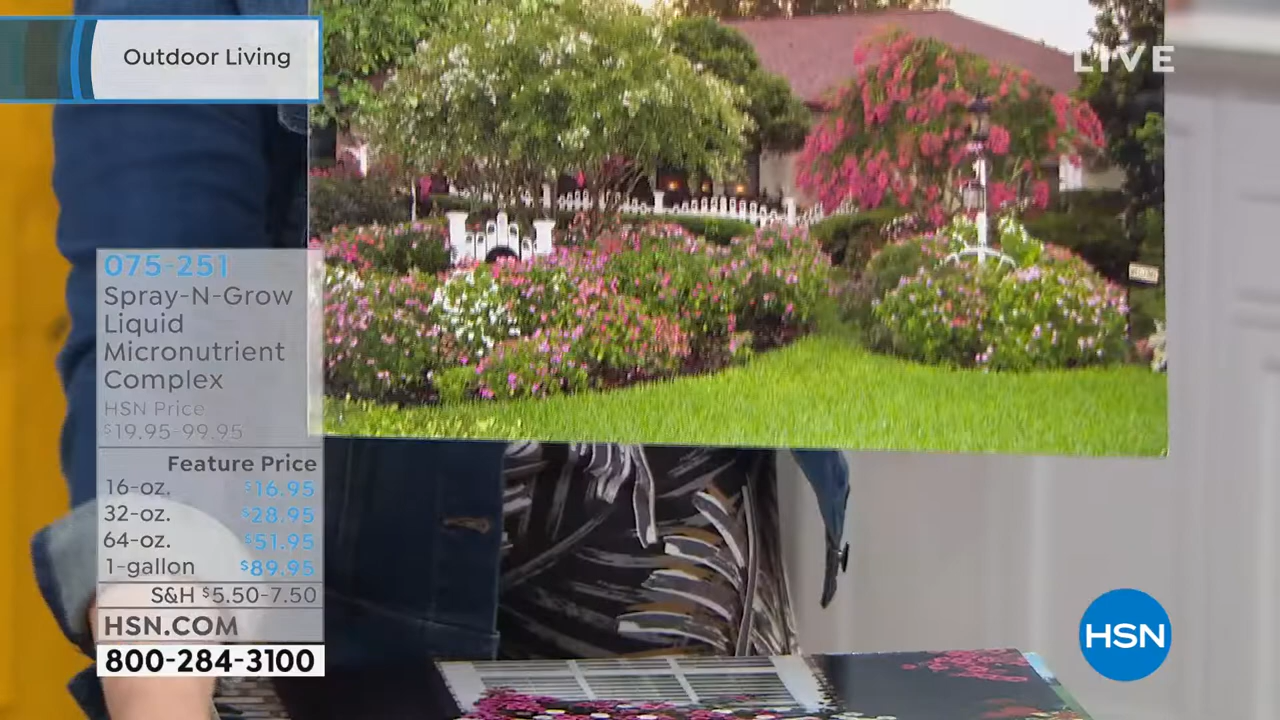 Outdoor Living
LIVE
075-251
Spray-N-Grow
Liquid
Micronutrient
Complex
HSN Price
$19.95-99.95
Feature Price
16-oz. $16.95
32-oz. $28.95
64-oz. $51.95
1-gallon $89.95
S&H $5.50-7.50
HSN.COM
800-284-3100
HSN